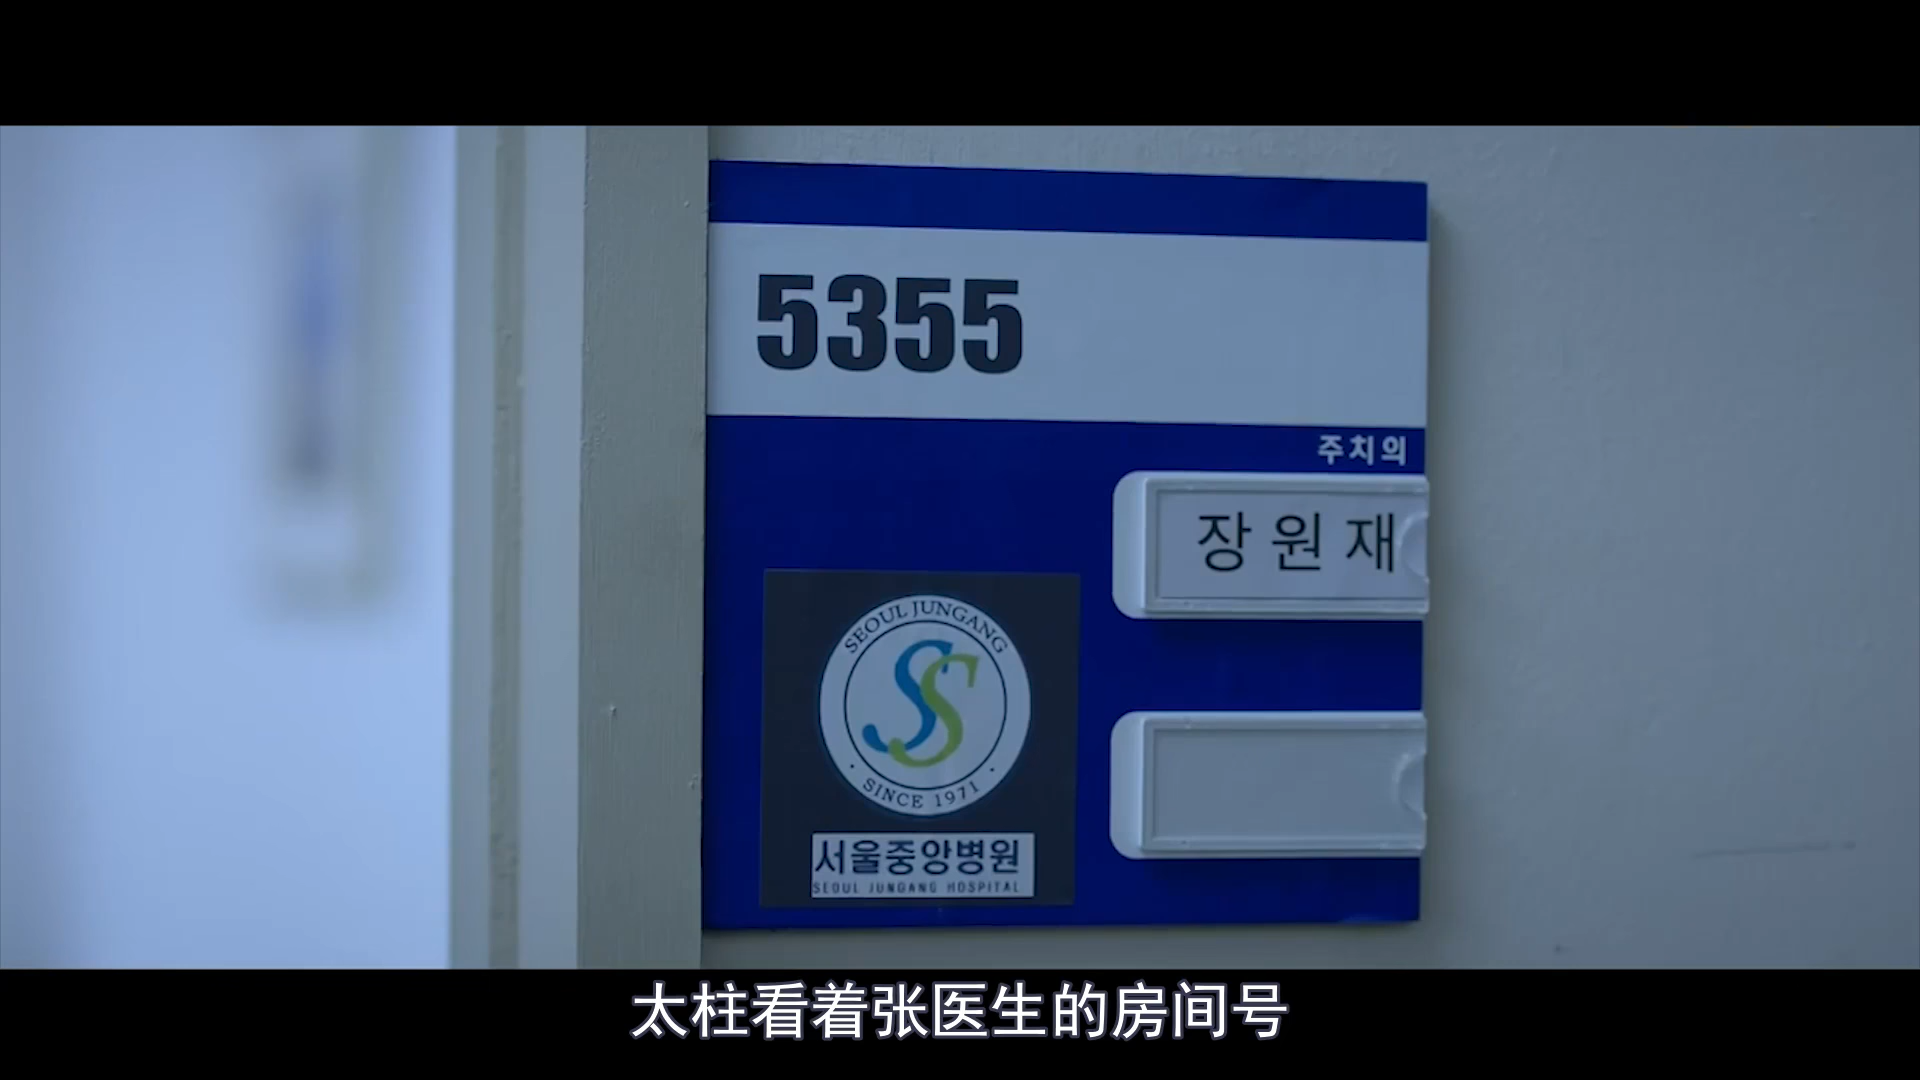 5355
주치의
장원재
SEOUL JUNGANG
SS
SINCE 1971
서울중앙병원
SEOUL JUNGANG HOSPITAL
太柱看着张医生的房间号